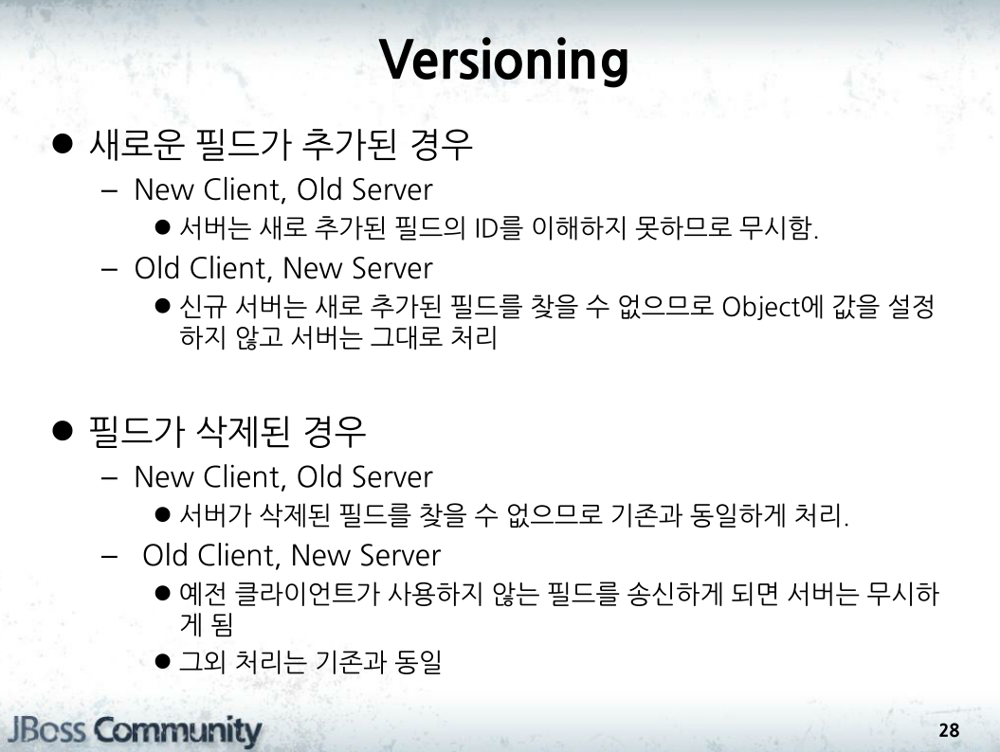 Versioning
● 새로운 필드가 추가된 경우
– New Client, Old Server
● 서버는 새로 추가된 필드의 ID를 이해하지 못하므로 무시함.
– Old Client, New Server
● 신규 서버는 새로 추가된 필드를 찾을 수 없으므로 Object에 값을 설정
하지 않고 서버는 그대로 처리
● 필드가 삭제된 경우
– New Client, Old Server
● 서버가 삭제된 필드를 찾을 수 없으므로 기존과 동일하게 처리.
– Old Client, New Server
● 예전 클라이언트가 사용하지 않는 필드를 송신하게 되면 서버는 무시하
게 됨
● 그외 처리는 기존과 동일
JBoss Community
28